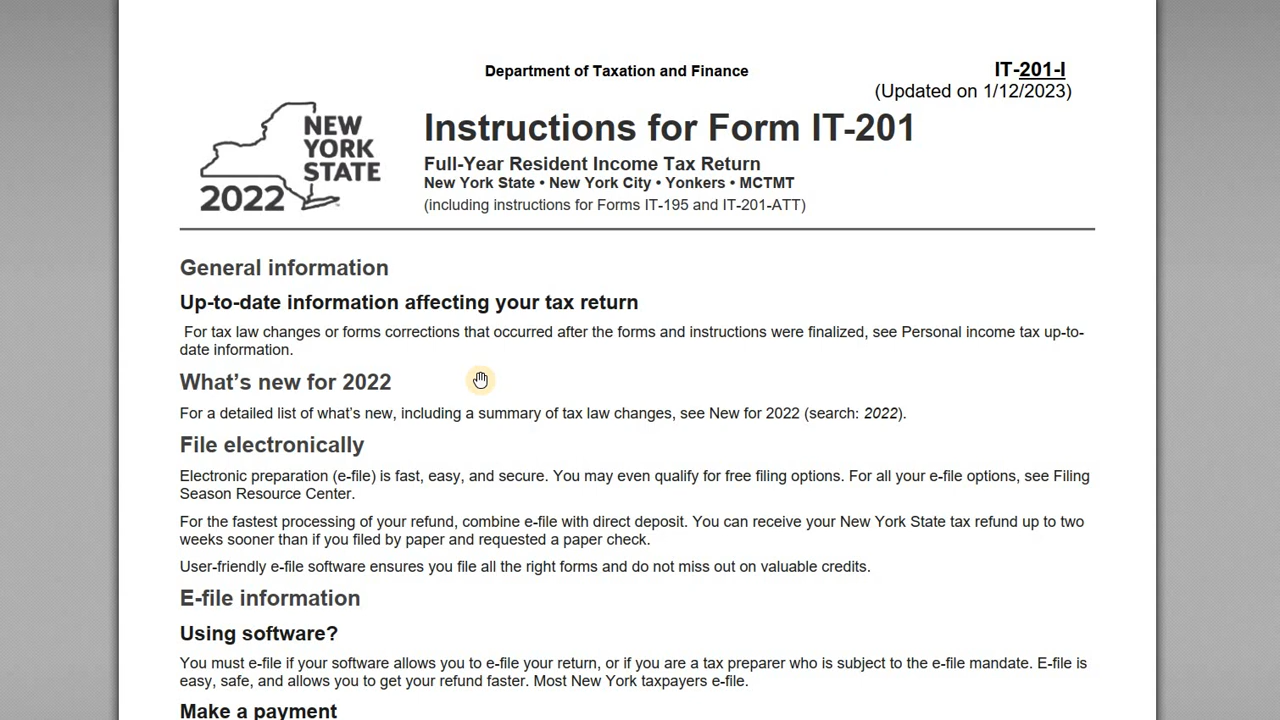 Department of Taxation and Finance
IT-201-I
(Updated on 1/12/2023)
NEW
YORK
STATE
2022
Instructions for Form IT-201
Full-Year Resident Income Tax Return
New York State • New York City • Yonkers • MCTMT
(including instructions for Forms IT-195 and IT-201-ATT)
General information
Up-to-date information affecting your tax return
For tax law changes or forms corrections that occurred after the forms and instructions were finalized, see Personal income tax up-to-
date information.
What’s new for 2022
For a detailed list of what’s new, including a summary of tax law changes, see New for 2022 (search: 2022).
File electronically
Electronic preparation (e-file) is fast, easy, and secure. You may even qualify for free filing options. For all your e-file options, see Filing
Season Resource Center.
For the fastest processing of your refund, combine e-file with direct deposit. You can receive your New York State tax refund up to two
weeks sooner than if you filed by paper and requested a paper check.
User-friendly e-file software ensures you file all the right forms and do not miss out on valuable credits.
E-file information
Using software?
You must e-file if your software allows you to e-file your return, or if you are a tax preparer who is subject to the e-file mandate. E-file is
easy, safe, and allows you to get your refund faster. Most New York taxpayers e-file.
Make a payment